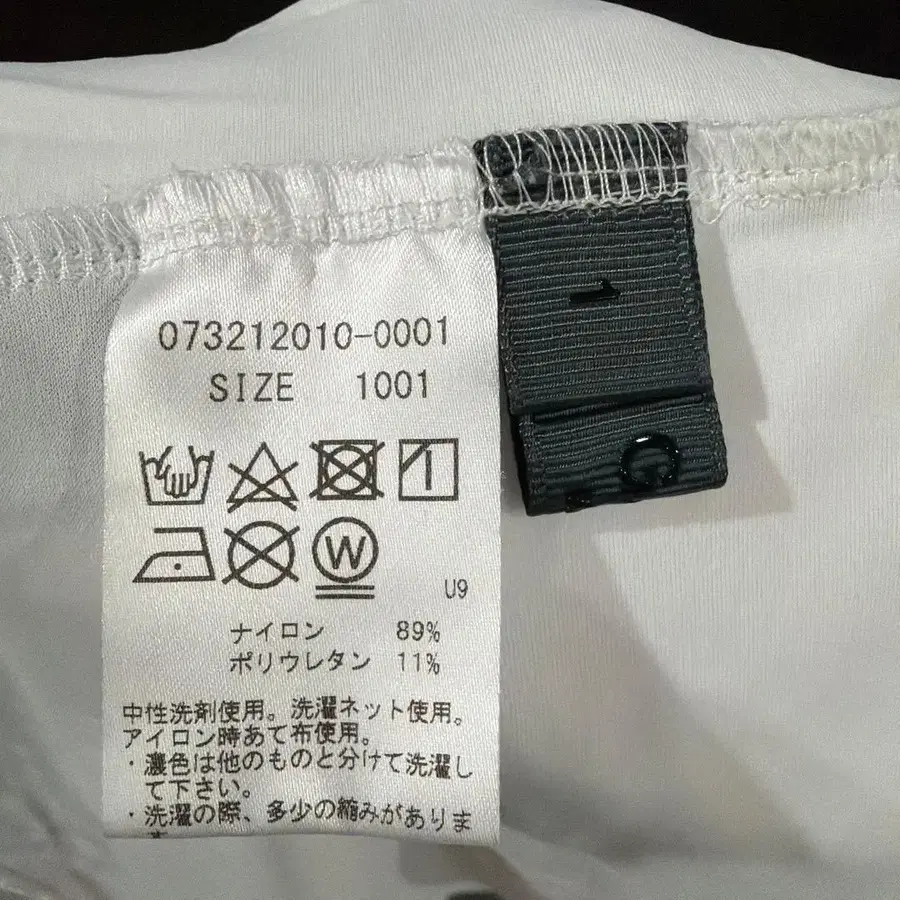 073212010-0001
SIZE 1001
W
U9
ナイロン 89%
ポリウレタン 11%
中性洗剤使用。洗濯ネット使用。
アイロン時あて布使用。
・濃色は他のものと分けて洗濯し
て下さい。
・洗濯の際、多少の縮みがありま
1
G